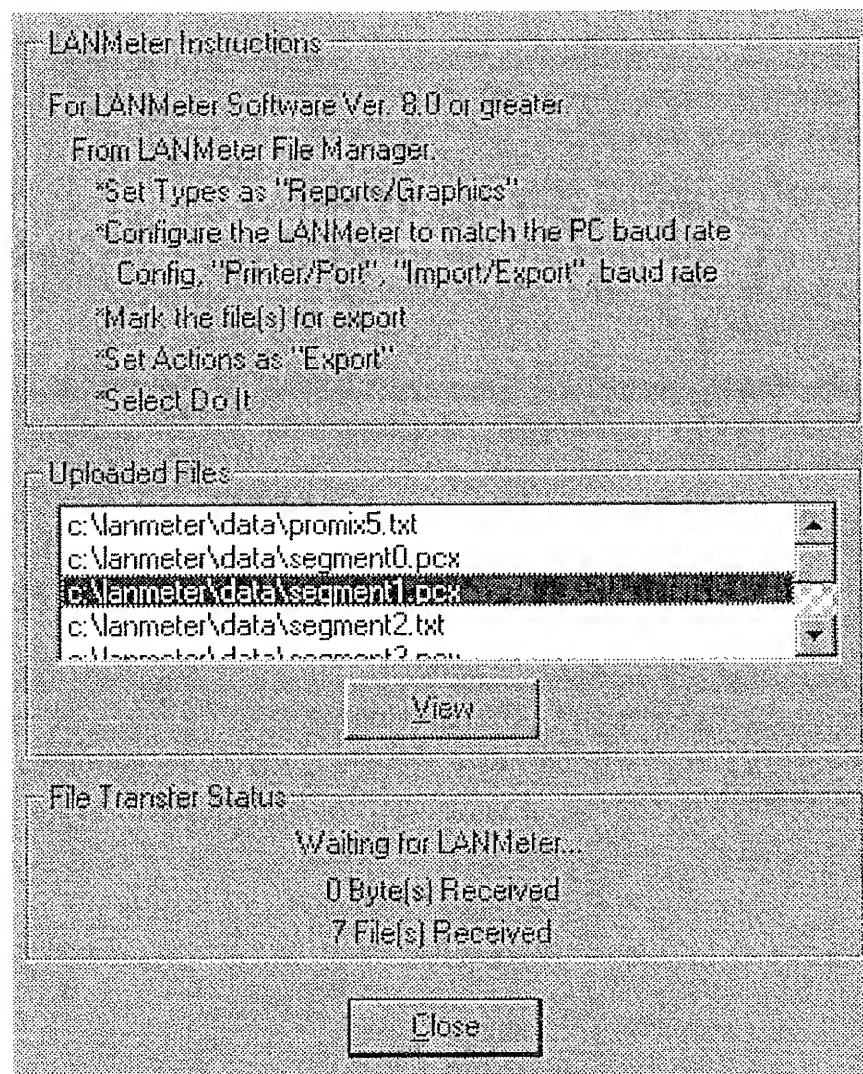 LANMeter Instructions
For LANMeter Software Ver. 8.0 or greater:
From LANMeter File Manager:
*Set Types as "Reports/Graphics"
*Configure the LANMeter to match the PC baud rate
Config, "Printer/Port", "Import/Export", baud rate
*Mark the file(s) for export
*Set Actions as "Export"
*Select Do It
Uploaded Files
c:\lanmeter\data\promix5.txt
c:\lanmeter\data\segment0.pcx
c:\lanmeter\data\segment1.pcx
c:\lanmeter\data\segment2.txt
c:\lanmeter\data\segment3.pcx
View
File Transfer Status
Waiting for LANMeter...
0 Byte(s) Received
7 File(s) Received
Close